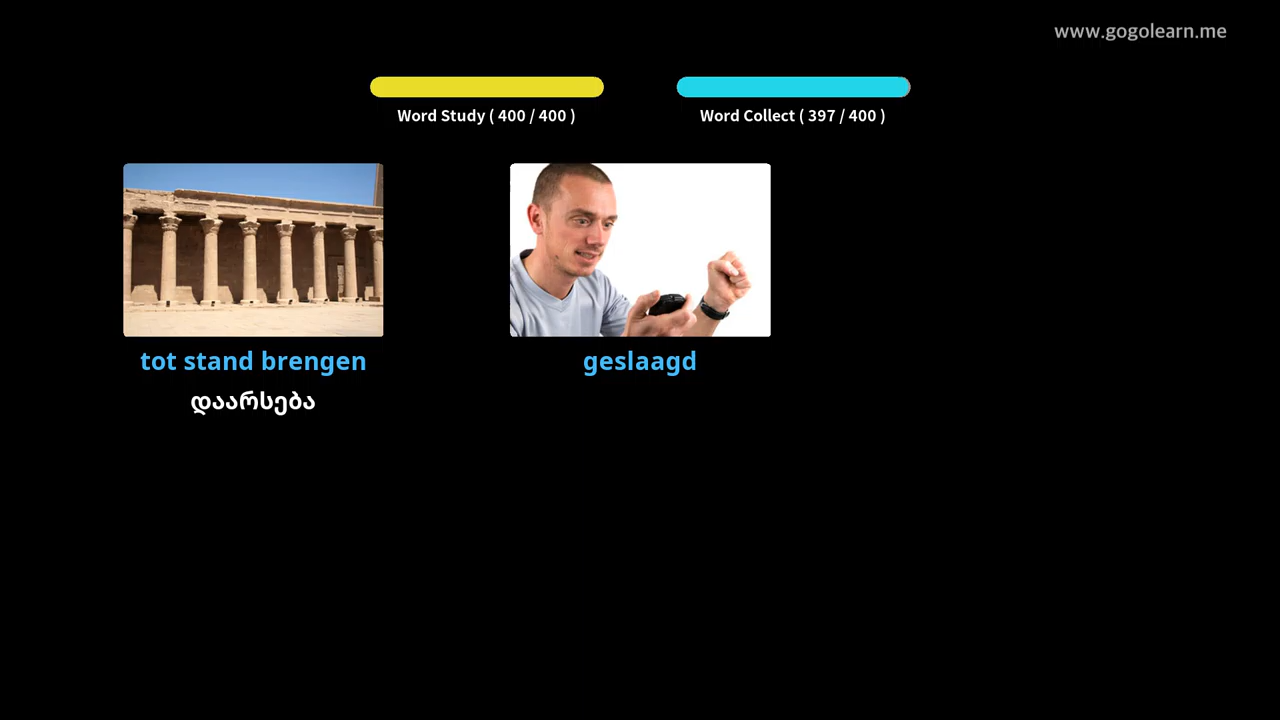 www.gogolearn.me
Word Study ( 400 / 400 )
Word Collect ( 397 / 400 )
tot stand brengen
geslaagd
დაარსება